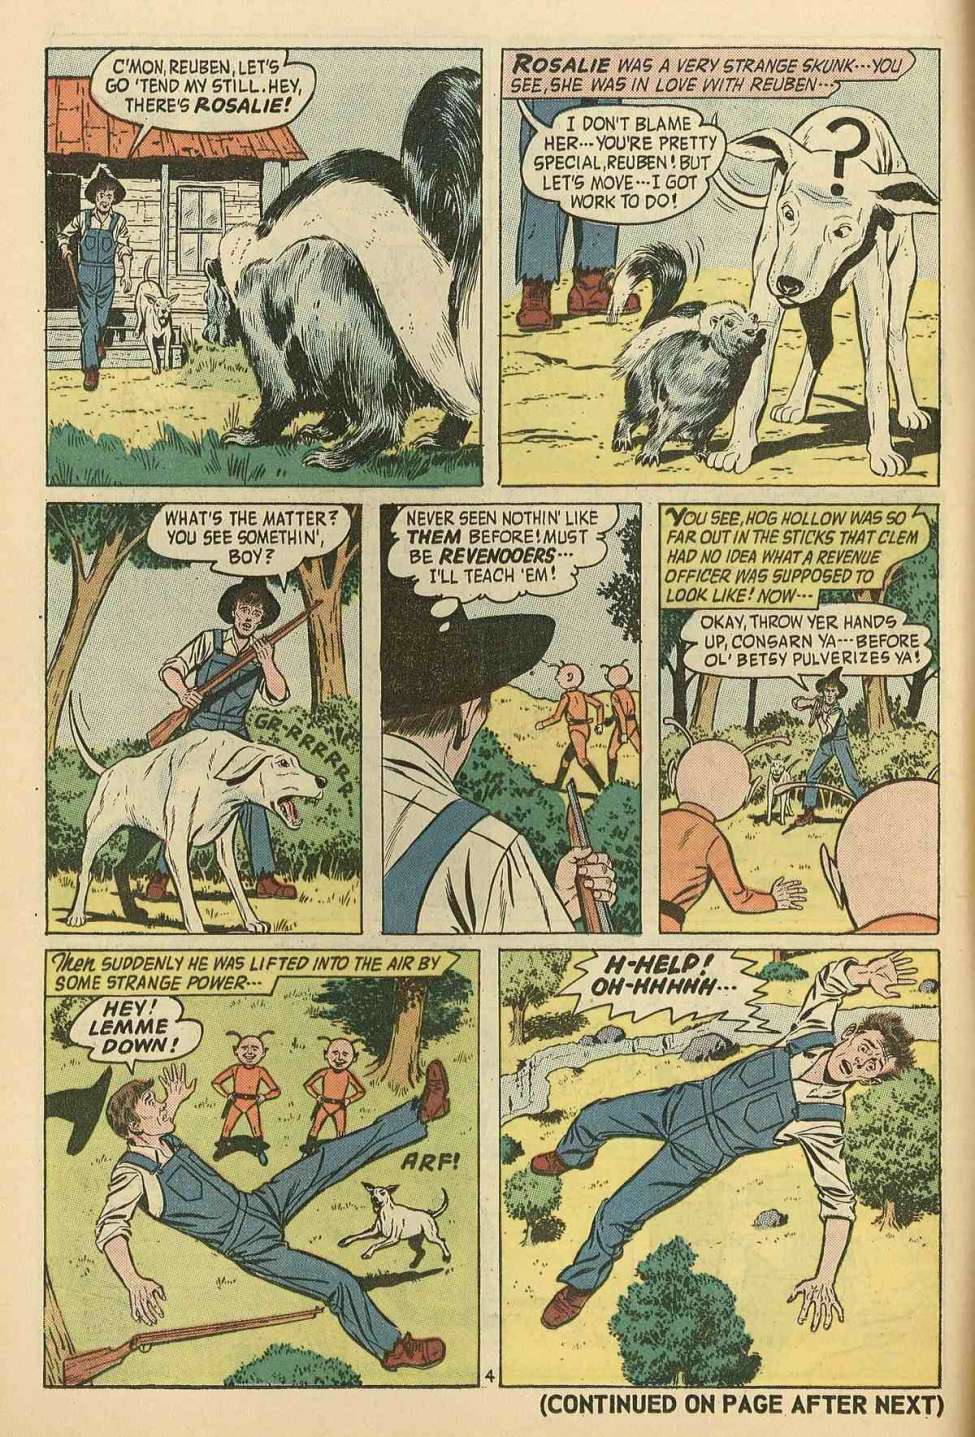 C'MON, REUBEN, LET'S
GO 'TEND MY STILL. HEY,
THERE'S ROSALIE!
ROSALIE WAS A VERY STRANGE SKUNK---YOU
SEE, SHE WAS IN LOVE WITH REUBEN---
I DON'T BLAME
HER---YOU'RE PRETTY
SPECIAL, REUBEN! BUT
LET'S MOVE---I GOT
WORK TO DO!
?
WHAT'S THE MATTER?
YOU SEE SOMETHIN',
BOY?
GR-RRRRRR...
NEVER SEEN NOTHIN' LIKE
THEM BEFORE! MUST
BE REVENOOERS---
I'LL TEACH 'EM!
YOU SEE, HOG HOLLOW WAS SO
FAR OUT IN THE STICKS THAT CLEM
HAD NO IDEA WHAT A REVENUE
OFFICER WAS SUPPOSED TO
LOOK LIKE! NOW---
OKAY, THROW YER HANDS
UP, CONSARN YA---BEFORE
OL' BETSY PULVERIZES YA!
Then SUDDENLY HE WAS LIFTED INTO THE AIR BY
SOME STRANGE POWER---
HEY!
LEMME
DOWN!
ARF!
H-HELP!
OH-HHHHH...
4
(CONTINUED ON PAGE AFTER NEXT)